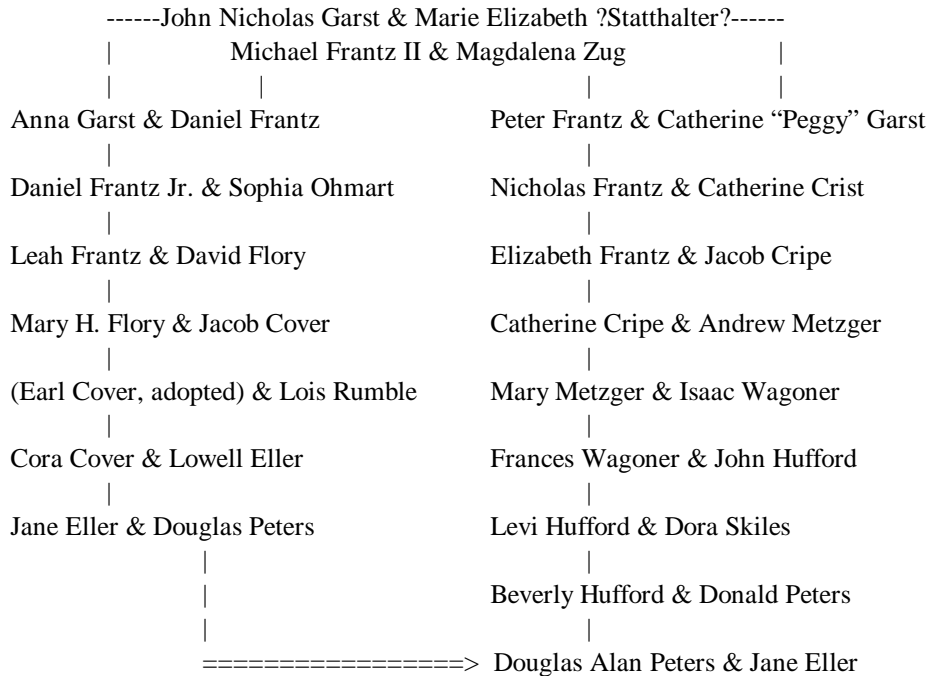 ------John Nicholas Garst & Marie Elizabeth ?Statthalter?------
Michael Frantz II & Magdalena Zug
Anna Garst & Daniel Frantz Peter Frantz & Catherine “Peggy” Garst
Daniel Frantz Jr. & Sophia Ohmart Nicholas Frantz & Catherine Crist
Leah Frantz & David Flory Elizabeth Frantz & Jacob Cripe
Mary H. Flory & Jacob Cover Catherine Cripe & Andrew Metzger
(Earl Cover, adopted) & Lois Rumble Mary Metzger & Isaac Wagoner
Cora Cover & Lowell Eller Frances Wagoner & John Hufford
Jane Eller & Douglas Peters Levi Hufford & Dora Skiles
Beverly Hufford & Donald Peters
=================> Douglas Alan Peters & Jane Eller